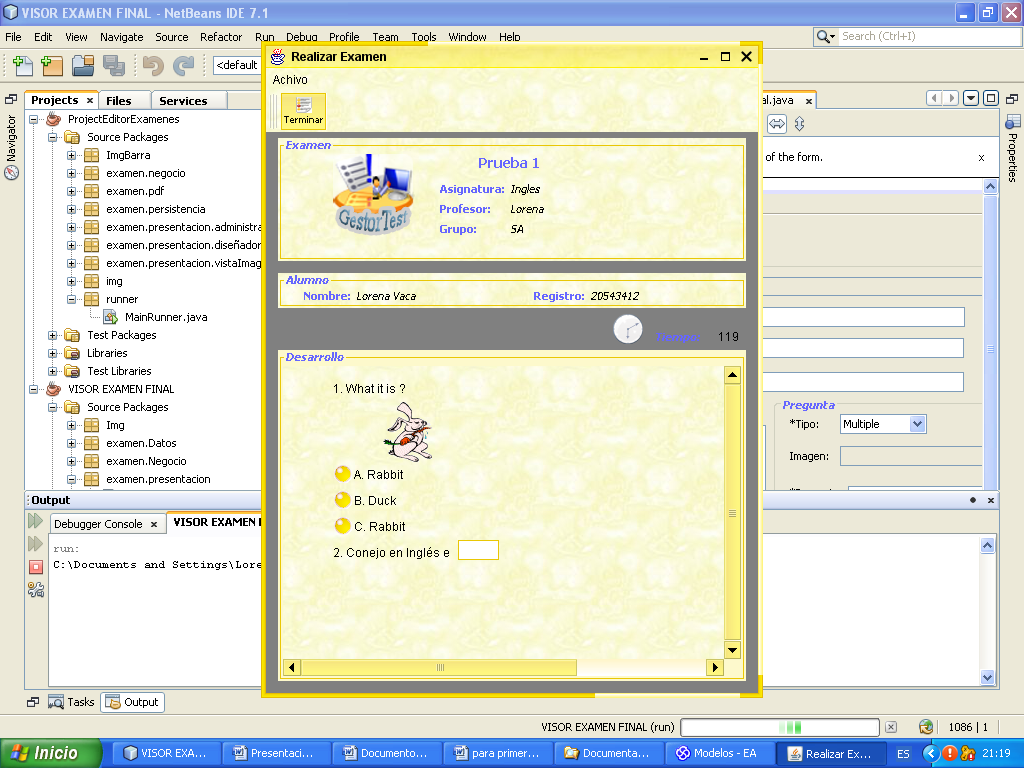 VISOR EXAMEN FINAL - NetBeans IDE 7.1
File Edit View Navigate Source Refactor Run Debug Profile Team Tools Window Help
Search (Ctrl+I)
<default
Projects x Files Services
al.java x
Navigator
Properties
of the form. x
ProjectEditorExamenes
Source Packages
ImgBarra
examen.negocio
examen.pdf
examen.persistencia
examen.presentacion.administra
examen.presentacion.diseñador
examen.presentacion.vistaImag
img
runner
MainRunner.java
Test Packages
Libraries
Test Libraries
VISOR EXAMEN FINAL
Source Packages
Img
examen.Datos
examen.Negocio
examen.presentacion
Realizar Examen
Achivo
Terminar
Examen
GestorTest
Prueba 1
Asignatura: Ingles
Profesor: Lorena
Grupo: 5A
Alumno
Nombre: Lorena Vaca Registro: 20543412
Tiempo: 119
Desarrollo
1. What it is ?
A. Rabbit
B. Duck
C. Rabbit
2. Conejo en Inglés e
Pregunta
*Tipo: Multiple
Imagen:
Output
Debugger Console x VISOR EXAMEN
run:
C:\Documents and Settings\Lore
Tasks Output
VISOR EXAMEN FINAL (run) 1086 | 1
Inicio VISOR EXA... Presentaci... Documento... para primer... Documenta... Modelos - EA Realizar Ex... ES 21:19